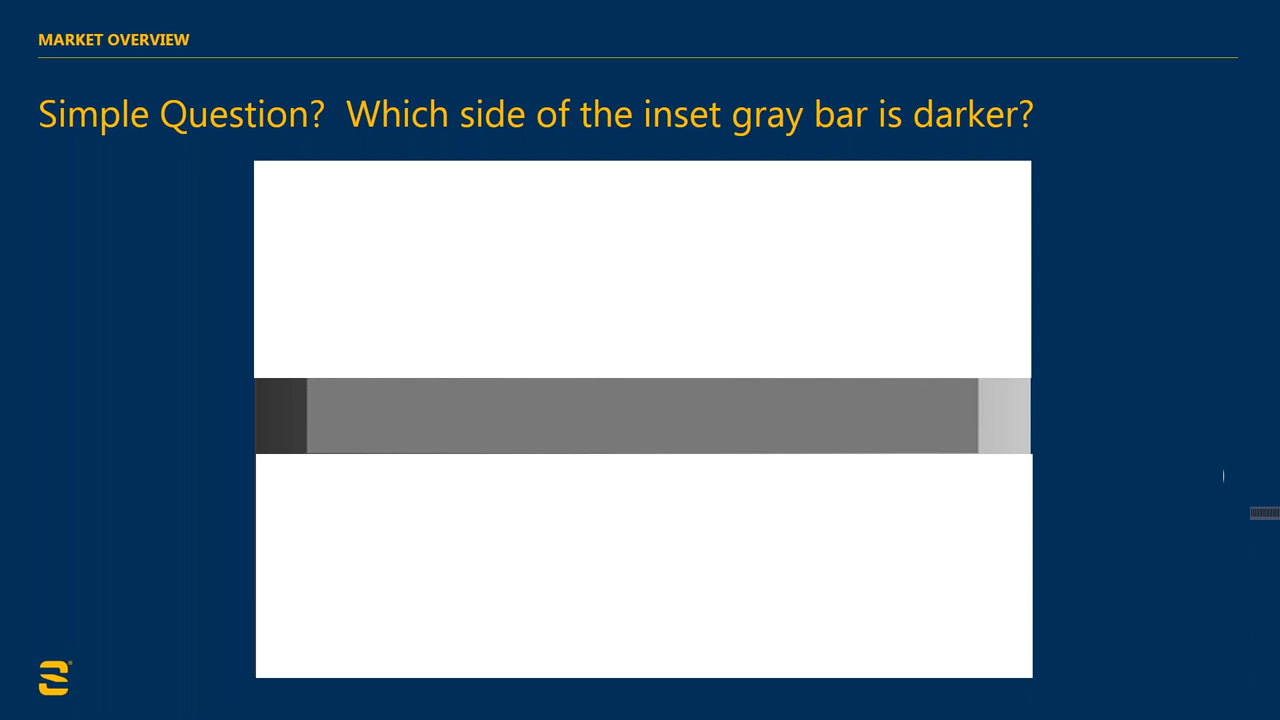 MARKET OVERVIEW
Simple Question?  Which side of the inset gray bar is darker?